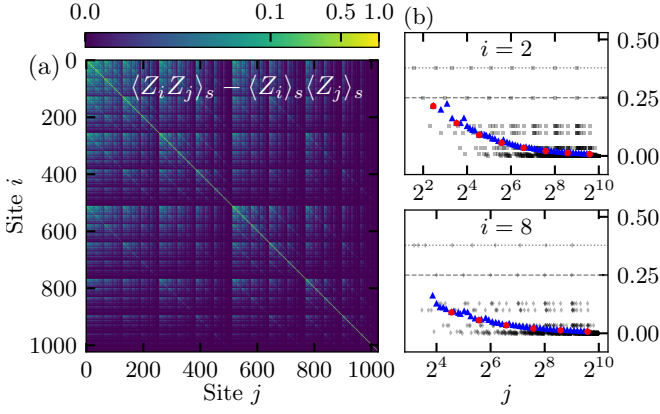 0.0 0.1 0.5 1.0
(a)
⟨Z_i Z_j⟩_s − ⟨Z_i⟩_s⟨Z_j⟩_s
0
200
400
600
800
1000
Site i
0 200 400 600 800 1000
Site j
(b)
i = 2
0.50
0.25
0.00
2^2 2^4 2^6 2^8 2^10
i = 8
0.50
0.25
0.00
2^4 2^6 2^8 2^10
j